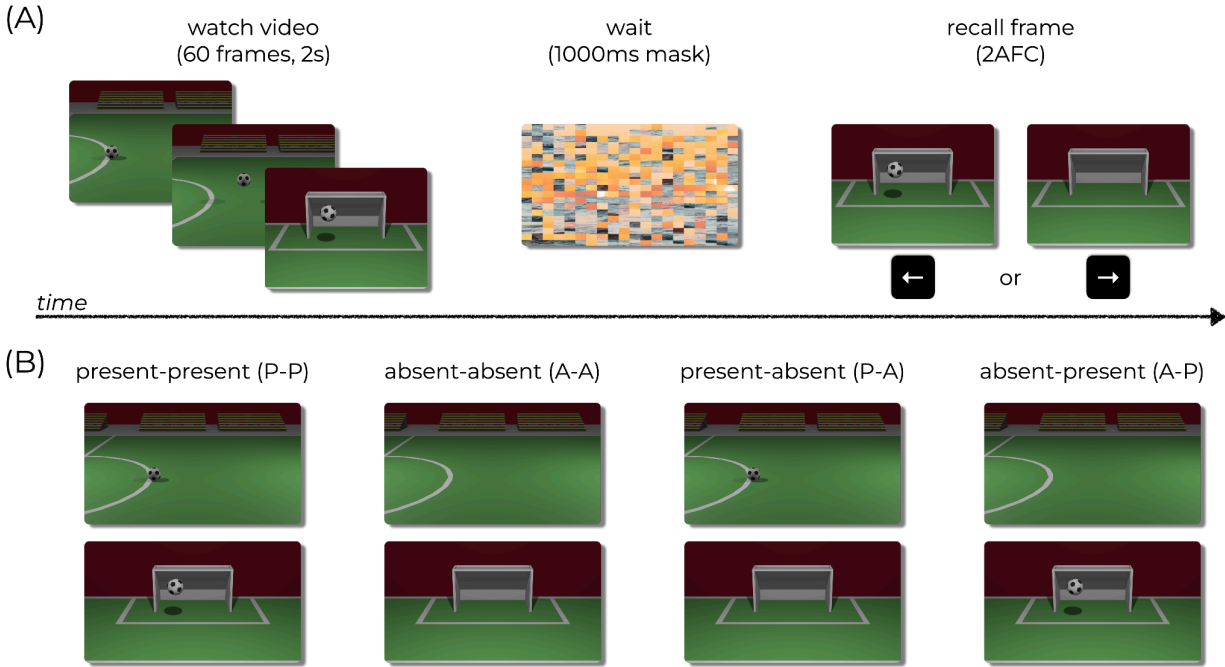 (A)
watch video
(60 frames, 2s)
wait
(1000ms mask)
recall frame
(2AFC)
← or →
time
(B)
present-present (P-P)
absent-absent (A-A)
present-absent (P-A)
absent-present (A-P)